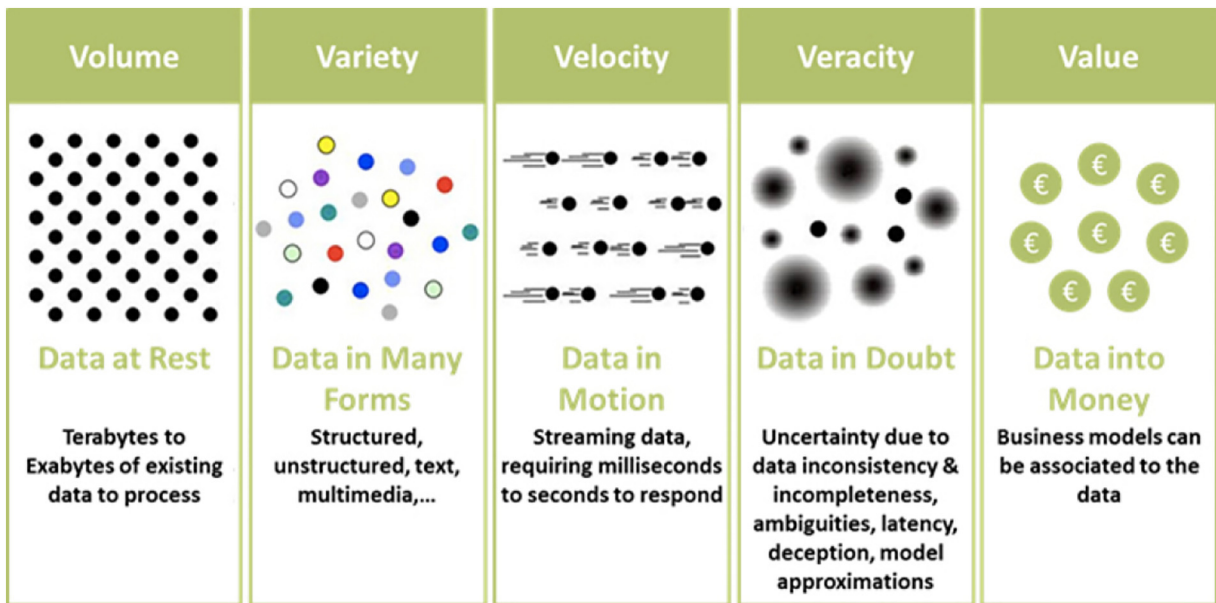 Volume
Data at Rest
Terabytes to
Exabytes of existing
data to process
Variety
Data in Many
Forms
Structured,
unstructured, text,
multimedia,...
Velocity
Data in
Motion
Streaming data,
requiring milliseconds
to seconds to respond
Veracity
Data in Doubt
Uncertainty due to
data inconsistency &
incompleteness,
ambiguities, latency,
deception, model
approximations
Value
€
€
€
€
€
€
€
€
Data into
Money
Business models can
be associated to the
data